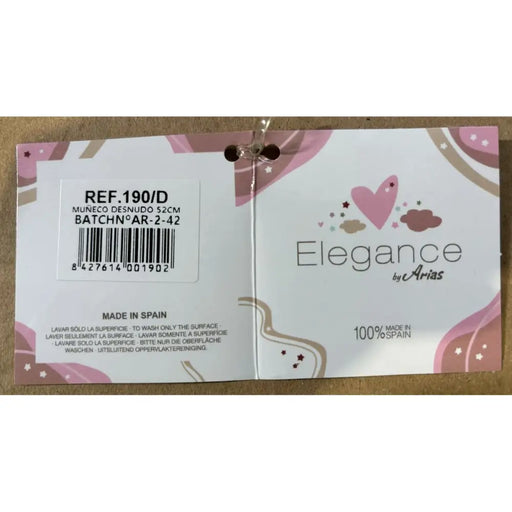 REF.190/D
MUÑECO DESNUDO 52CM
BATCHNºAR-2-42
8 427614 001902
MADE IN SPAIN
LAVAR SÓLO LA SUPERFICIE · TO WASH ONLY THE SURFACE ·
LAVER SEULEMENT LA SURFACE · LAVAR SOMENTE A SUPERFÍCIE
LAVARE SOLO LA SUPERFICIE · BITTE NUR DIE OBERFLÄCHE
WASCHEN · UITSLUITEND OPPERVLAKTEREINIGING.
Elegance
by Arias
100% MADE IN SPAIN